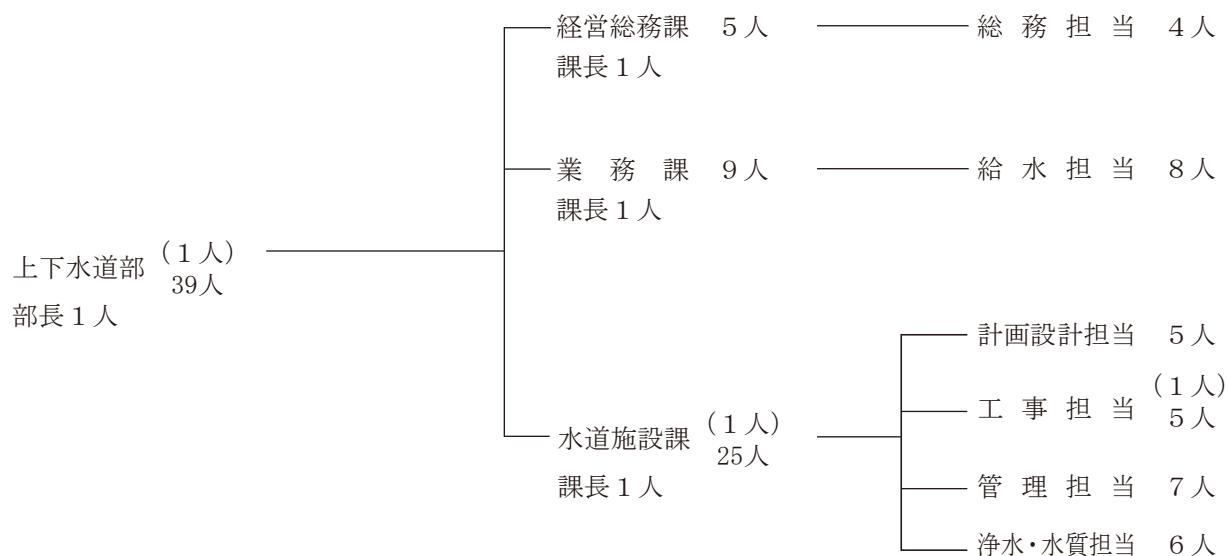 経営総務課 5人 総務担当 4人
課長1人
業務課 9人 給水担当 8人
課長1人
上下水道部 (1人) 39人
部長1人
水道施設課 (1人) 25人
課長1人
計画設計担当 5人
工事担当 (1人) 5人
管理担当 7人
浄水・水質担当 6人